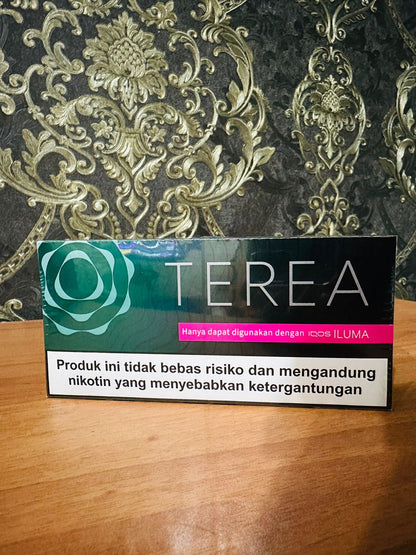 TEREA
Hanya dapat digunakan dengan IQOS ILUMA
Produk ini tidak bebas risiko dan mengandung
nikotin yang menyebabkan ketergantungan